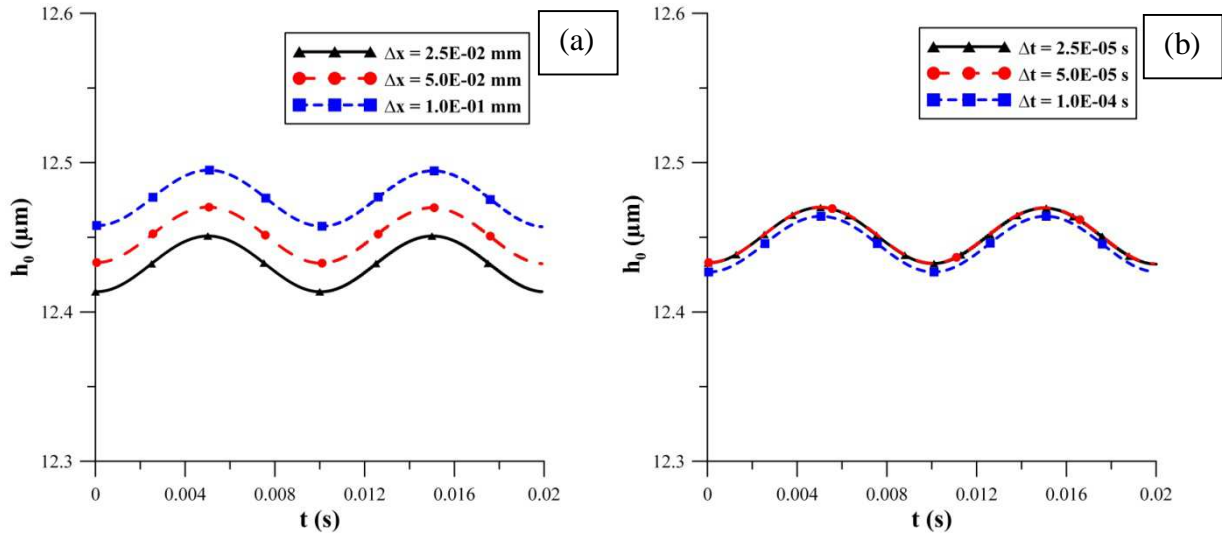 12.6
12.5
12.4
12.3
h₀ (μm)
0
0.004
0.008
0.012
0.016
0.02
t (s)
Δx = 2.5E-02 mm
Δx = 5.0E-02 mm
Δx = 1.0E-01 mm
(a)
12.6
12.5
12.4
12.3
h₀ (μm)
0
0.004
0.008
0.012
0.016
0.02
t (s)
Δt = 2.5E-05 s
Δt = 5.0E-05 s
Δt = 1.0E-04 s
(b)